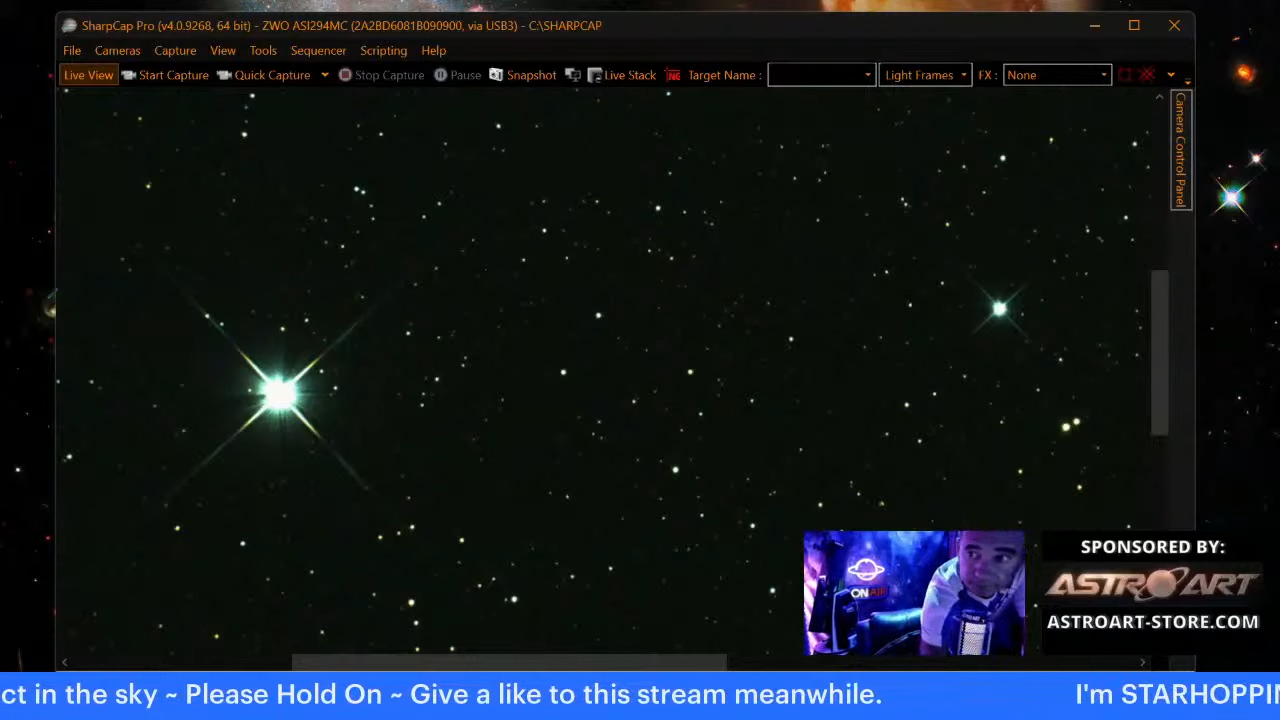 SharpCap Pro (v4.0.9268, 64 bit) - ZWO ASI294MC (2A2BD6081B090900, via USB3) - C:\SHARPCAP
File Cameras Capture View Tools Sequencer Scripting Help
Live View Start Capture Quick Capture Stop Capture Pause Snapshot Live Stack Target Name : Light Frames FX : None
Camera Control Panel
ON AIR
SPONSORED BY:
ASTROART
ASTROART-STORE.COM
ct in the sky ~ Please Hold On ~ Give a like to this stream meanwhile. I'm STARHOPPIN